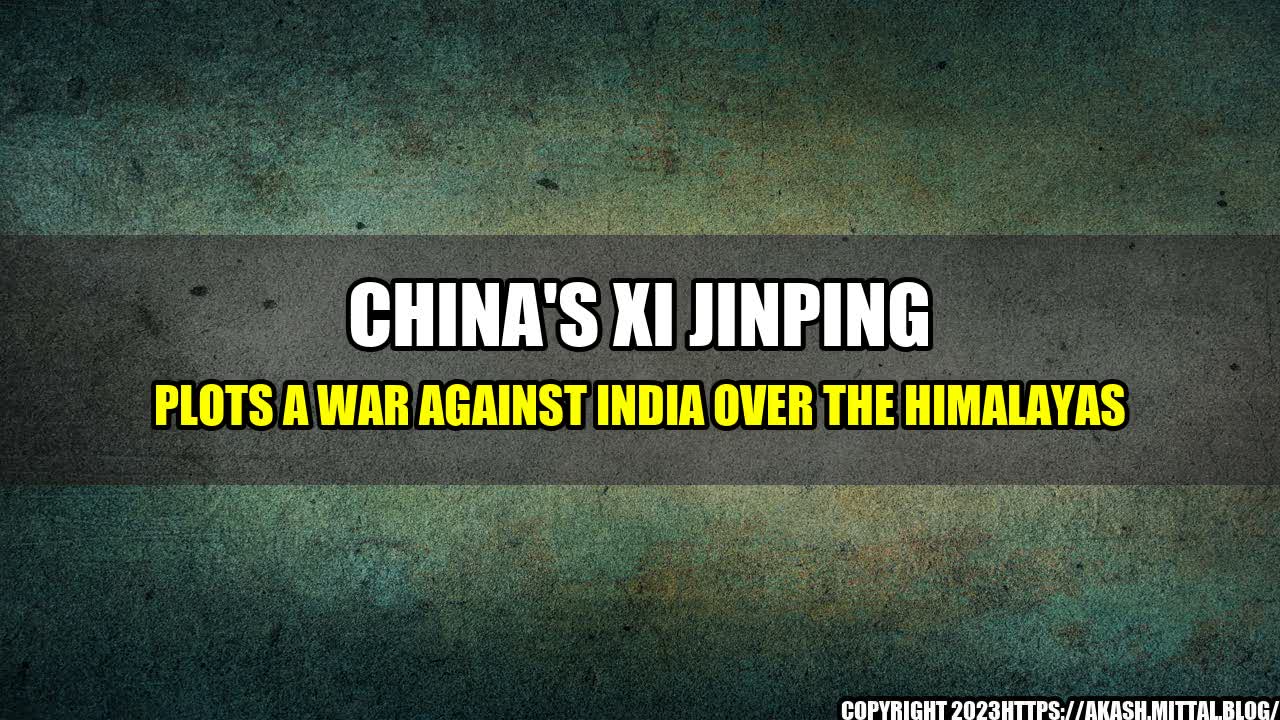 CHINA'S XI JINPING
PLOTS A WAR AGAINST INDIA OVER THE HIMALAYAS
COPYRIGHT 2023HTTPS://AKASH.MITTAL.BLOG/